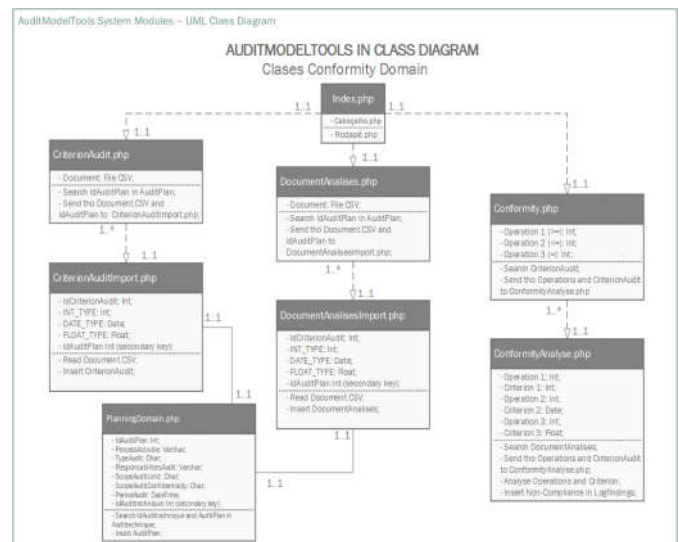 AuditModelTools System Modules – UML Class Diagram
AUDITMODELTOOLS IN CLASS DIAGRAM
Clases Conformity Domain
Index.php
- Rodapé.php
1..1
1..1
1..1
1..1
1..1
CriterionAudit.php
- Document: File CSV;
- Search IdAuditPlan in AuditPlan;
- Send tho Document.CSV and
IdAuditPlan to CriterionAuditImport.php;
1..*
1..1
DocumentAnalises.php
- Document: File CSV;
- Search IdAuditPlan in AuditPlan;
- Send tho Document.CSV and
IdAuditPlan to
DocumentAnalisesImport.php;
1..*
1..1
Conformity.php
- Operation 1 (>=): Int;
- Operation 2 (<=): Int;
- Operation 3 (=): Int;
- Search CriterionAudit;
- Send tho Operations and CriterionAudit
to ConformityAnalyse.php
1..*
1..1
CriterionAuditImport.php
- IdCriterionAudit: Int;
- INT_TYPE: Int;
- DATE_TYPE: Date;
- FLOAT_TYPE: Float;
- IdAuditPlan Int (secondary key);
- Read Document.CSV;
- Insert CriterionAudit;
1..1
DocumentAnalisesImport.php
- IdCriterionAudit: Int;
- INT_TYPE: Int;
- DATE_TYPE: Date;
- FLOAT_TYPE: Float;
- IdAuditPlan Int (secondary key);
- Read Document.CSV;
- Insert DocumentAnalises;
1..1
ConformityAnalyse.php
- Operation 1: Int;
- Criterion 1: Int;
- Operation 2: Int;
- Criterion 2: Date;
- Operation 3: Int;
- Criterion 3: Float;
- Search DocumentAnalises;
- Send tho Operations and CriterionAudit
to ConformityAnalyse.php;
- Analyse Operations and Criterion;
- Insert Non-Compliance in Logfindings;
1..1
PlanningDomain.php
- IdAuditPlan: Int;
- ProcessActivitie: Varchar;
- TypeAudit: Char;
- ResponsabilitiesAudit: Varchar;
- ScopeAuditLimit: Char;
- ScopeAuditConfidentiality: Char;
- PeriodAudit: DateTime;
- IdAudittechnique: Int (secondary key);
- Search IdAudittechnique and AuditPlan in
Audittechnique;
- Insert AuditPlan;
1..1